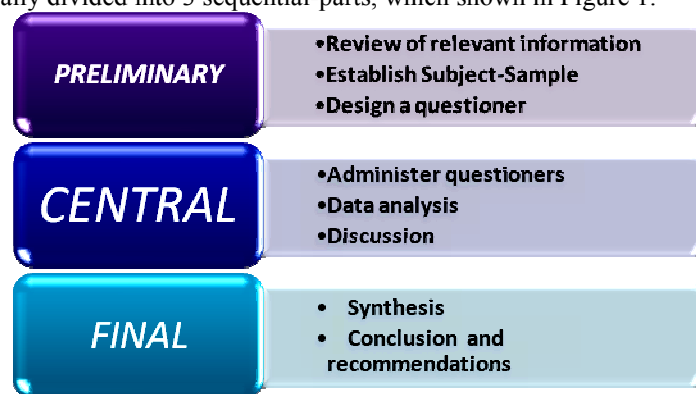 ally divided into 3 sequential parts, which shown in Figure 1.
PRELIMINARY
•Review of relevant information
•Establish Subject-Sample
•Design a questioner
CENTRAL
•Administer questioners
•Data analysis
•Discussion
FINAL
• Synthesis
• Conclusion and
recommendations